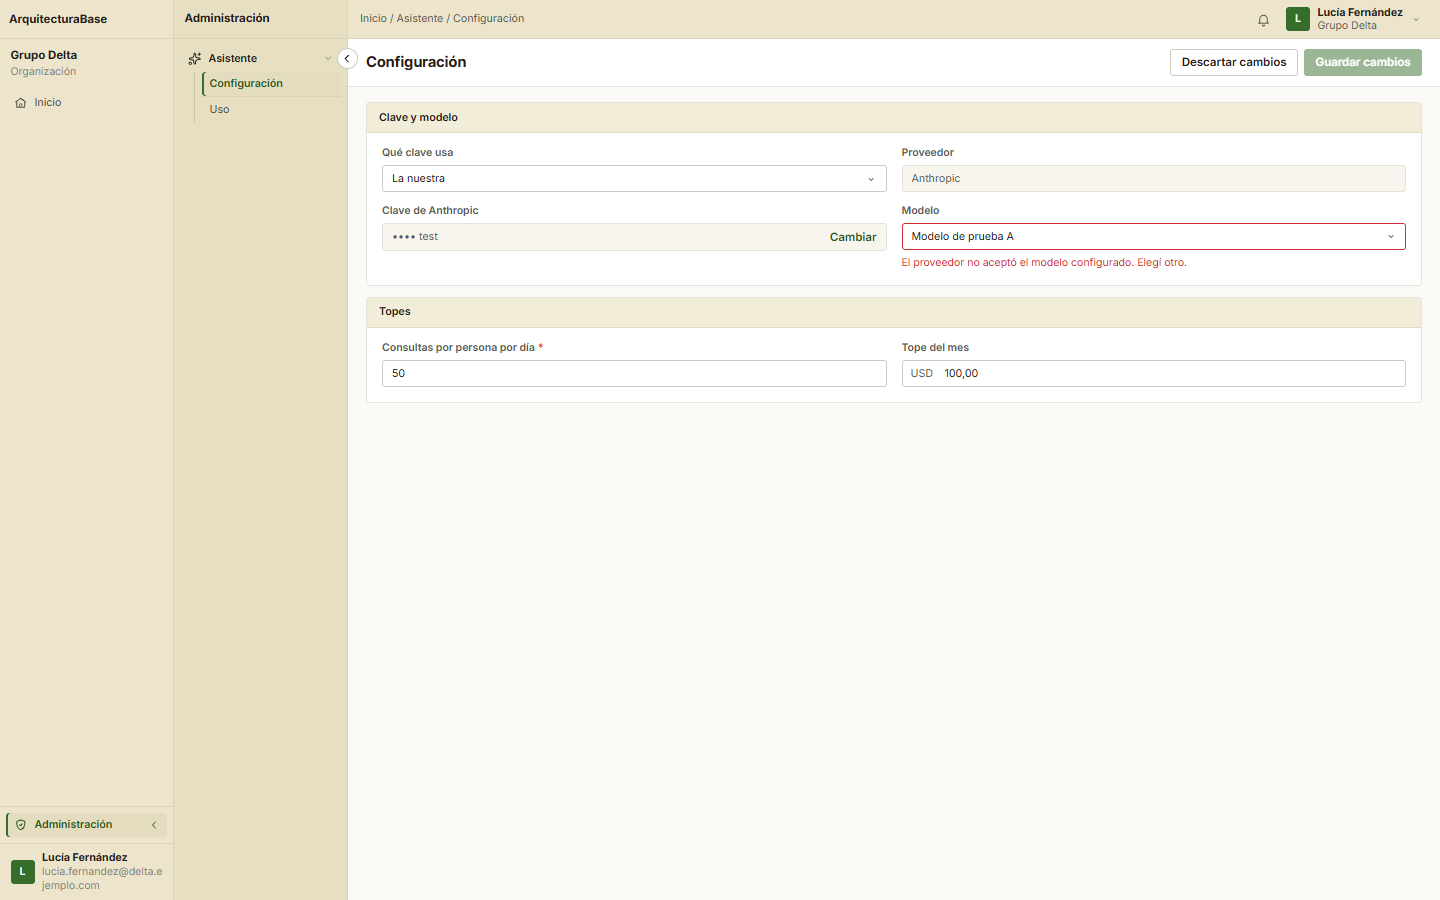 ArquitecturaBase
Grupo Delta
Organización
Inicio
Administración
Lucía Fernández
lucia.fernandez@delta.e
jemplo.com
Administración
Asistente
Configuración
Uso
Inicio / Asistente / Configuración
L
Lucía Fernández
Grupo Delta
Configuración
Descartar cambios
Guardar cambios
Clave y modelo
Qué clave usa
La nuestra
Proveedor
Anthropic
Clave de Anthropic
•••• test
Cambiar
Modelo
Modelo de prueba A
El proveedor no aceptó el modelo configurado. Elegí otro.
Topes
Consultas por persona por día *
50
Tope del mes
USD 100,00
L